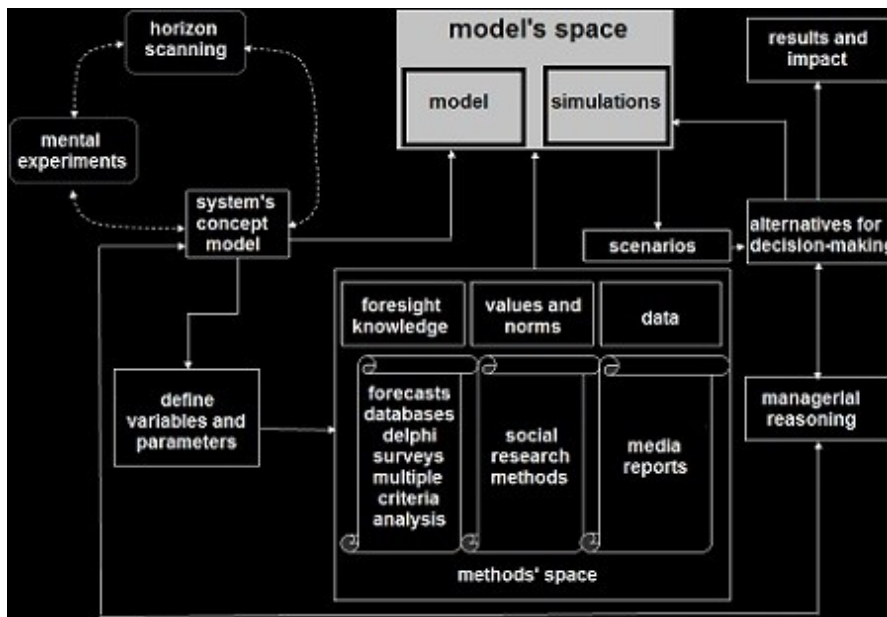 horizon
scanning
mental
experiments
system's
concept
model
model's space
model
simulations
results and
impact
scenarios
alternatives for
decision-making
foresight
knowledge
values and
norms
data
define
variables and
parameters
forecasts
databases
delphi
surveys
multiple
criteria
analysis
social
research
methods
media
reports
managerial
reasoning
methods' space